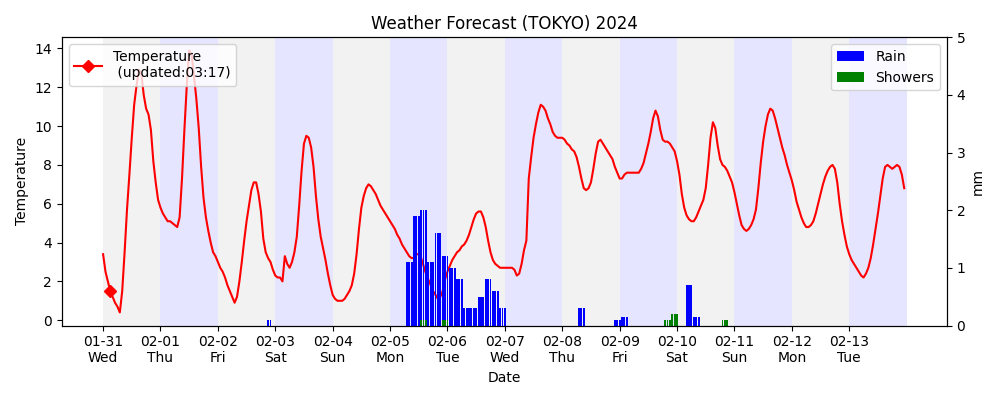 Weather Forecast (TOKYO) 2024
Temperature
(updated:03:17)
Rain
Showers
14
12
10
8
6
4
2
0
Temperature
5
4
3
2
1
0
mm
01-31 02-01 02-02 02-03 02-04 02-05 02-06 02-07 02-08 02-09 02-10 02-11 02-12 02-13
Wed Thu Fri Sat Sun Mon Tue Wed Thu Fri Sat Sun Mon Tue
Date